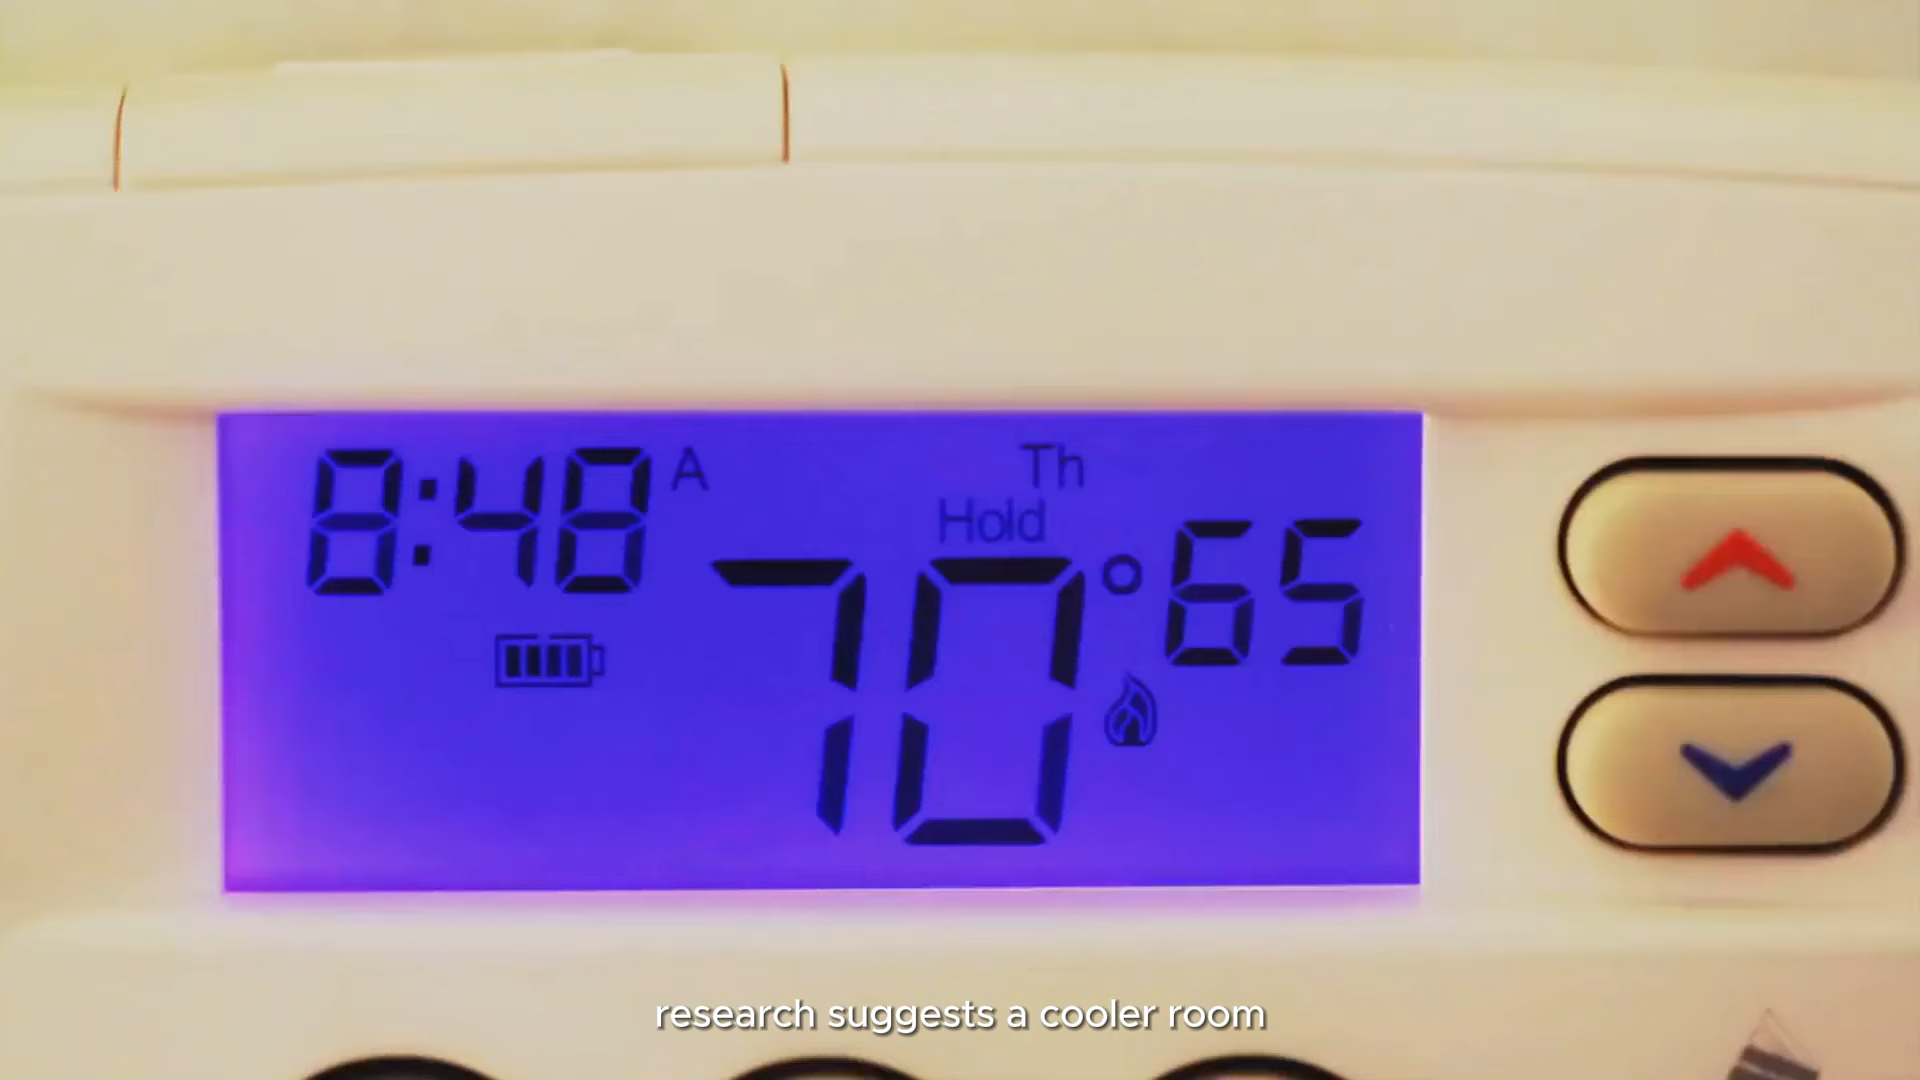 8:48 A
Th
Hold
70° 65
research suggests a cooler room